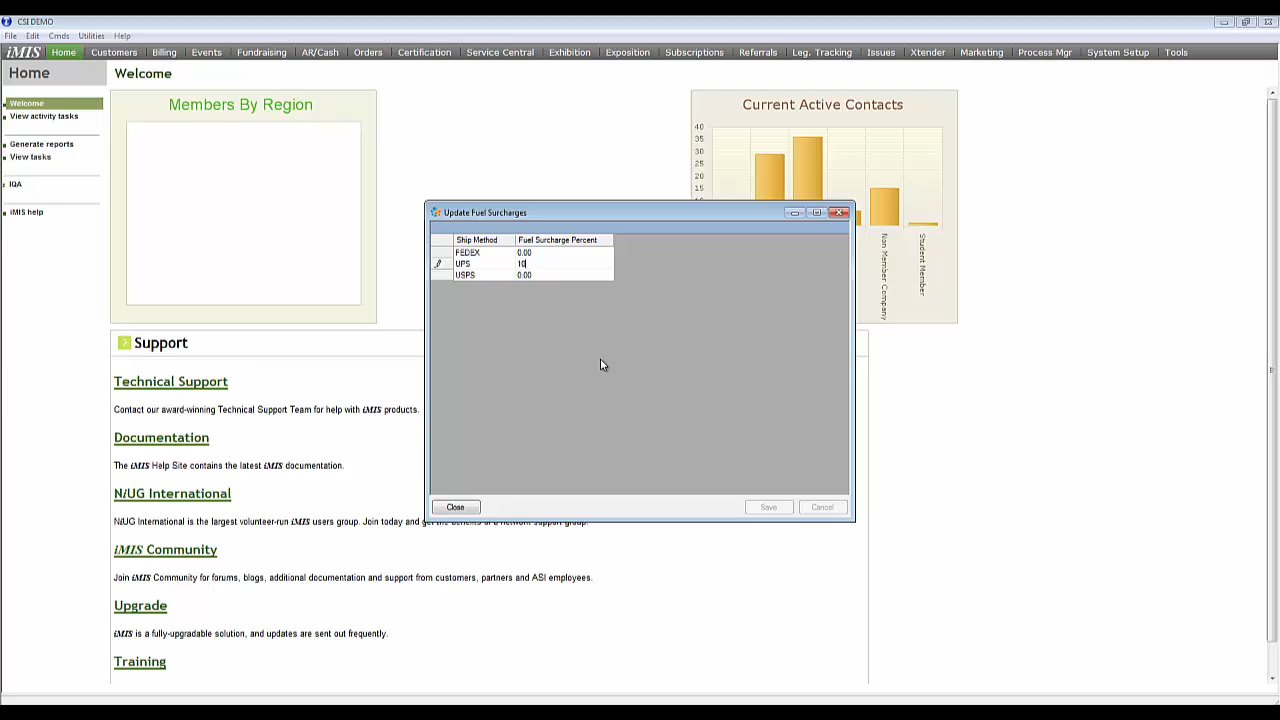 CSI DEMO
File Edit Cmds Utilities Help
iMIS Home Customers Billing Events Fundraising AR/Cash Orders Certification Service Central Exhibition Exposition Subscriptions Referrals Leg. Tracking Issues Xtender Marketing Process Mgr System Setup Tools
Home
Welcome
Welcome
View activity tasks
Generate reports
View tasks
IQA
iMIS help
Members By Region
Current Active Contacts
40
35
30
25
20
15
Non Member Company
Student Member
Update Fuel Surcharges
Ship Method Fuel Surcharge Percent
FEDEX 0.00
UPS 10
USPS 0.00
Close Save Cancel
Support
Technical Support
Contact our award-winning Technical Support Team for help with iMIS products.
Documentation
The iMIS Help Site contains the latest iMIS documentation.
NiUG International
NiUG International is the largest volunteer-run iMIS users group. Join today and get the benefits of a network support group.
iMIS Community
Join iMIS Community for forums, blogs, additional documentation and support from customers, partners and ASI employees.
Upgrade
iMIS is a fully-upgradable solution, and updates are sent out frequently.
Training